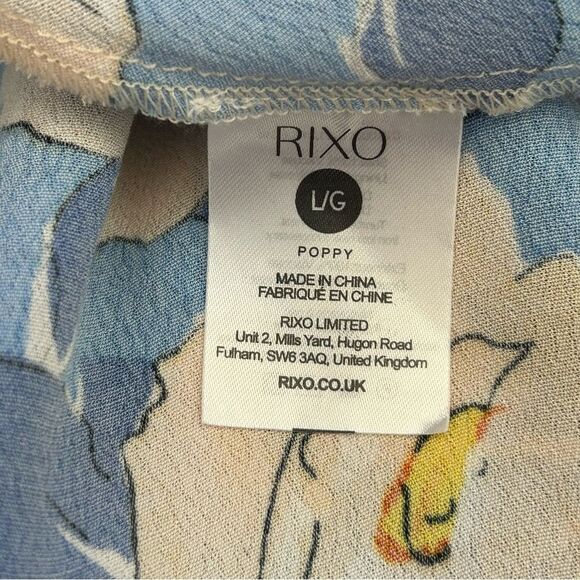 RIXO
L/G
POPPY
MADE IN CHINA
FABRIQUÉ EN CHINE
RIXO LIMITED
Unit 2, Mills Yard, Hugon Road
Fulham, SW6 3AQ, United Kingdom
RIXO.CO.UK